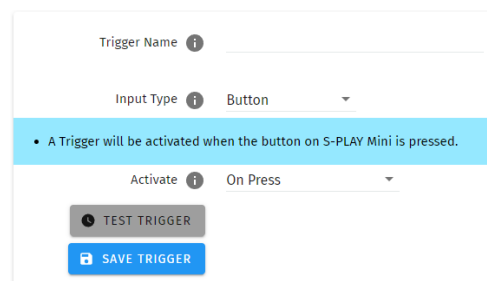 Trigger Name
Input Type Button
• A Trigger will be activated when the button on S-PLAY Mini is pressed.
Activate On Press
TEST TRIGGER
SAVE TRIGGER